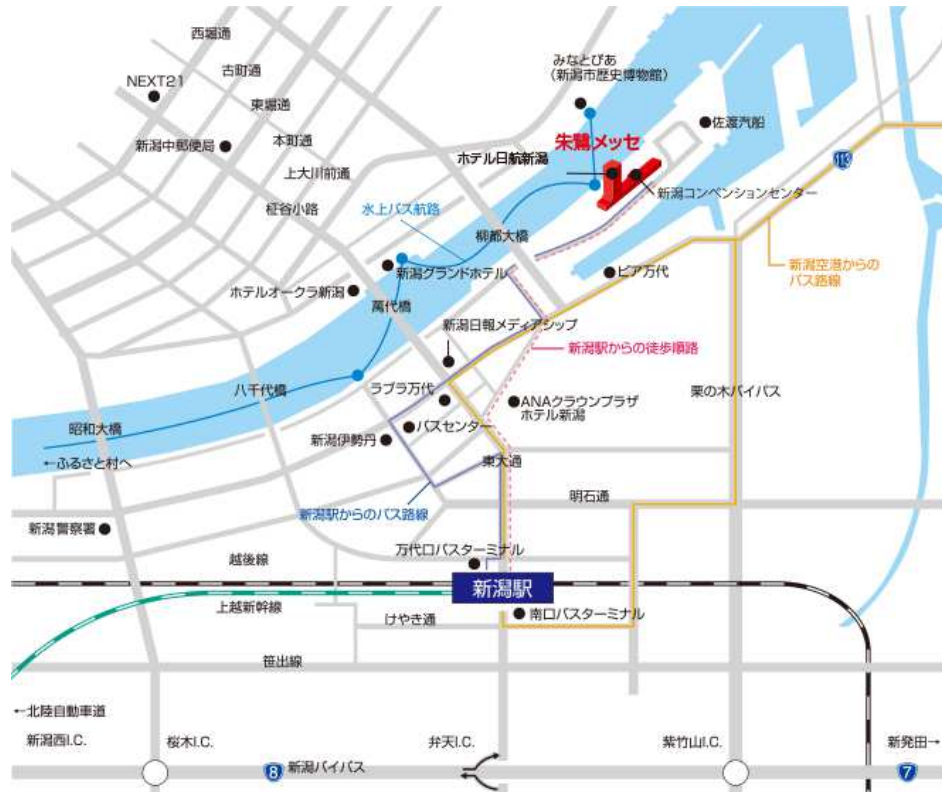 西堀通
古町通
NEXT21
東堀通
新潟中郵便局
本町通
上大川前通
柾谷小路
みなとぴあ
(新潟市歴史博物館)
佐渡汽船
朱鷺メッセ
ホテル日航新潟
新潟コンベンションセンター
113
水上バス航路
柳都大橋
新潟グランドホテル
ホテルオークラ新潟
萬代橋
ピア万代
新潟空港からの
バス路線
新潟日報メディアシップ
新潟駅からの徒歩順路
八千代橋
ラブラ万代
ANAクラウンプラザ
ホテル新潟
栗の木バイパス
昭和大橋
バスセンター
新潟伊勢丹
←ふるさと村へ
東大通
明石通
新潟駅からのバス路線
新潟警察署
万代口バスターミナル
越後線
新潟駅
上越新幹線
けやき通
南口バスターミナル
笹出線
←北陸自動車道
新潟西I.C.
桜木I.C.
弁天I.C.
紫竹山I.C.
新発田→
8
新潟バイパス
7